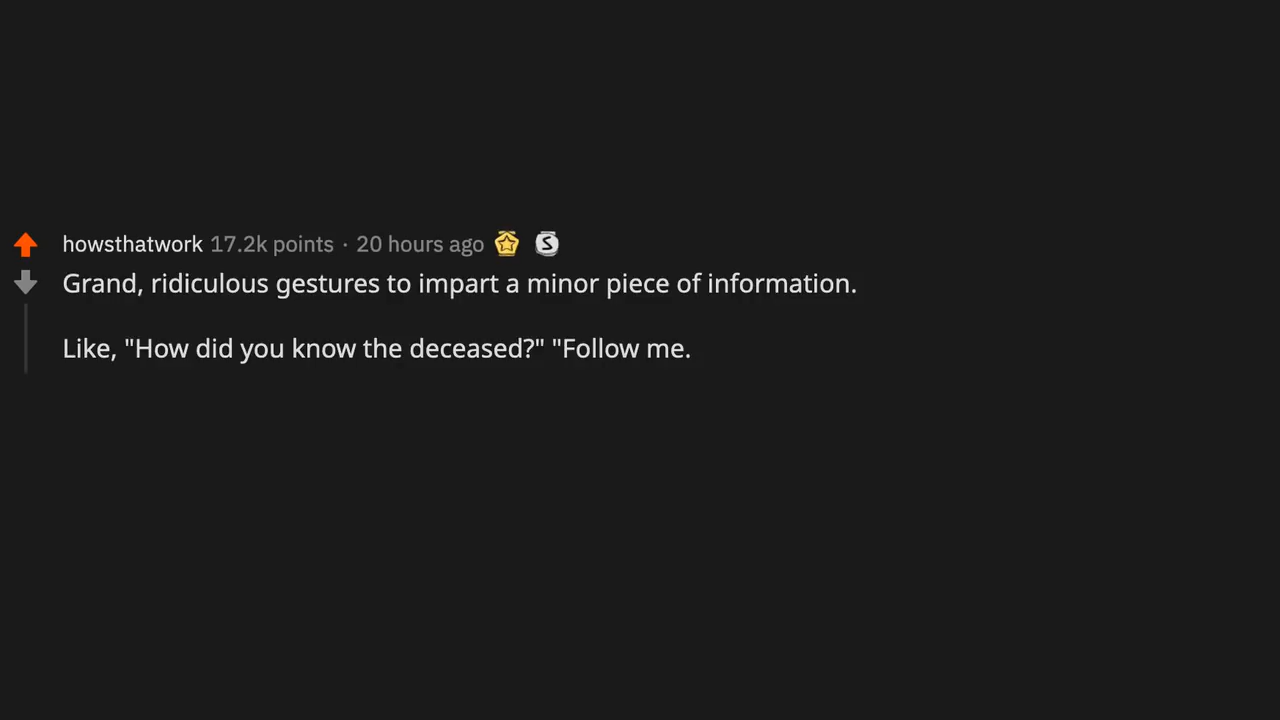 howsthatwork 17.2k points · 20 hours ago S
Grand, ridiculous gestures to impart a minor piece of information.
Like, "How did you know the deceased?" "Follow me.